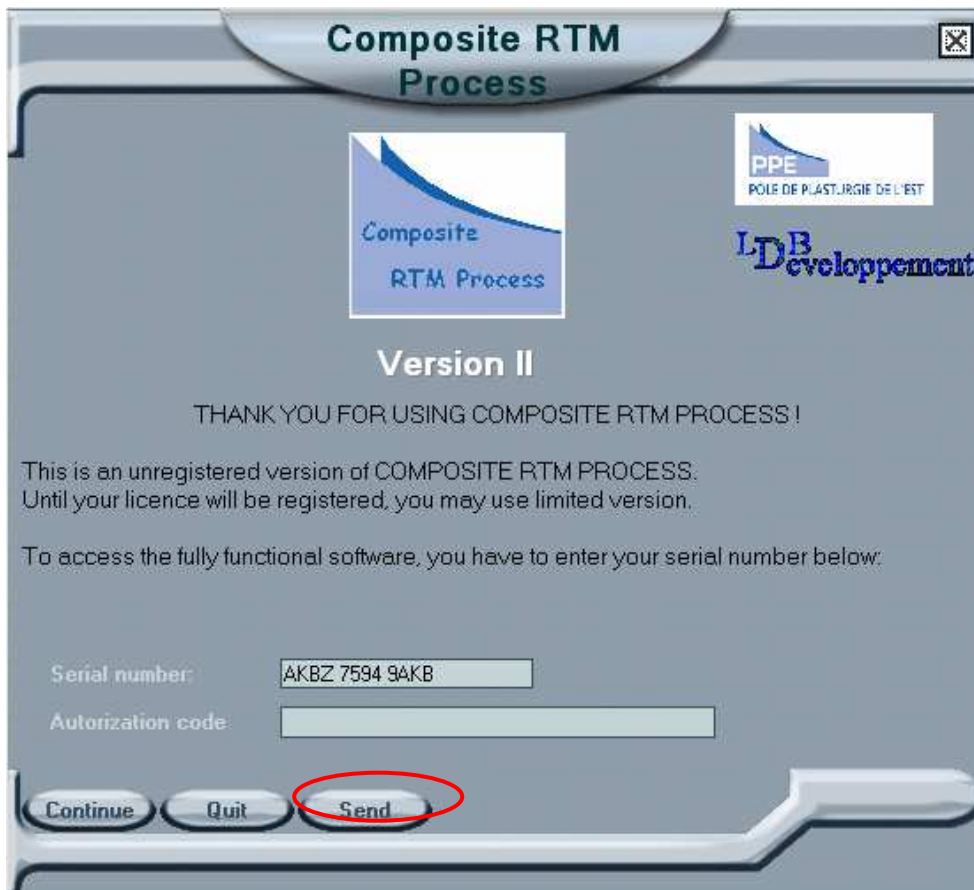 Composite RTM
Process
PPE
POLE DE PLASTURGIE DE L'EST
Composite
RTM Process
LDB
Developpement
Version II
THANK YOU FOR USING COMPOSITE RTM PROCESS !
This is an unregistered version of COMPOSITE RTM PROCESS.
Until your licence will be registered, you may use limited version.
To access the fully functional software, you have to enter your serial number below:
Serial number: AKBZ 7594 9AKB
Autorization code
Continue Quit Send